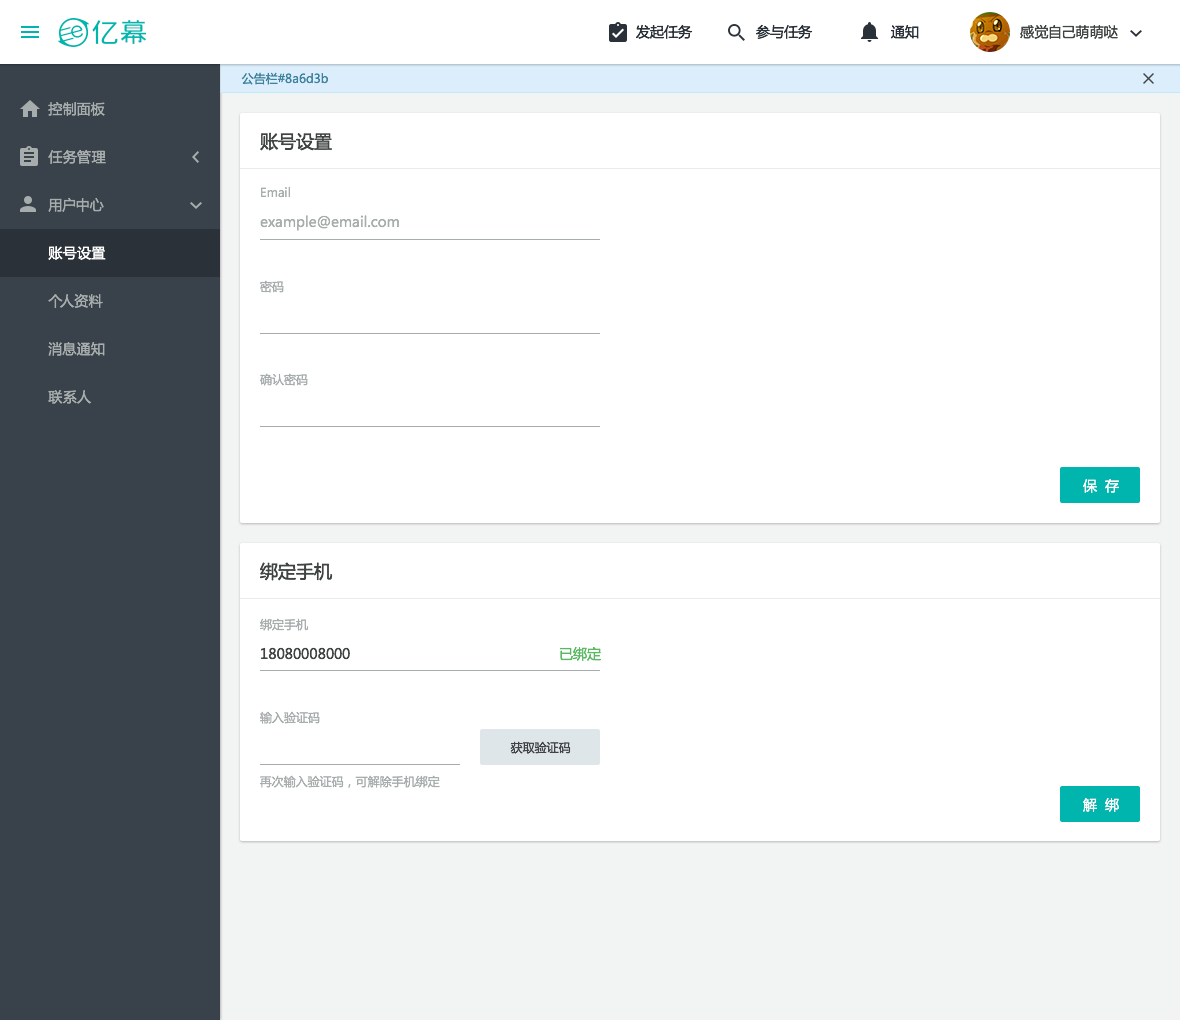 亿幕
发起任务
参与任务
通知
感觉自己萌萌哒
公告栏#8a6d3b
控制面板
任务管理
用户中心
账号设置
个人资料
消息通知
联系人
账号设置
Email
example@email.com
密码
确认密码
保 存
绑定手机
绑定手机
18080008000 已绑定
输入验证码
获取验证码
再次输入验证码，可解除手机绑定
解 绑